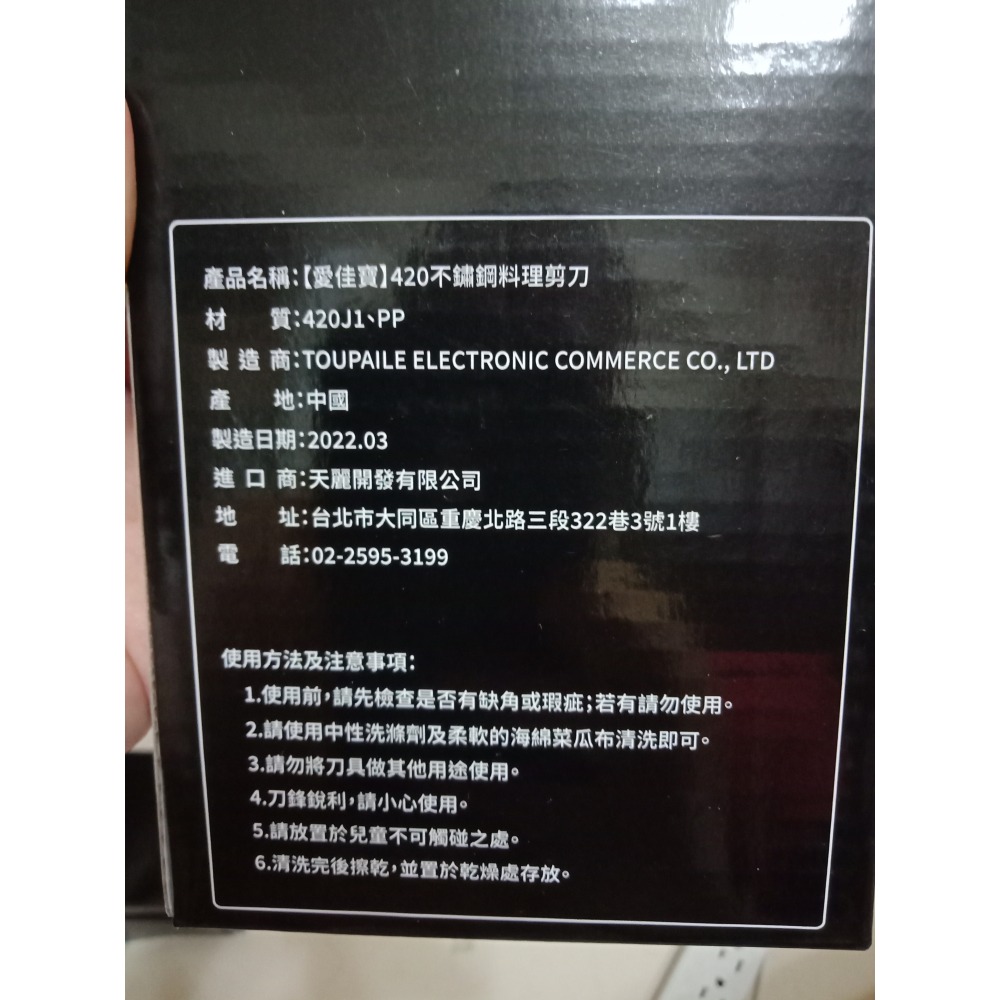 產品名稱:【愛佳寶】420不鏽鋼料理剪刀
材　　質:420J1、PP
製 造 商:TOUPAILE ELECTRONIC COMMERCE CO., LTD
產　　地:中國
製造日期:2022.03
進 口 商:天麗開發有限公司
地　　址:台北市大同區重慶北路三段322巷3號1樓
電　　話:02-2595-3199
使用方法及注意事項:
1.使用前,請先檢查是否有缺角或瑕疵;若有請勿使用。
2.請使用中性洗滌劑及柔軟的海綿菜瓜布清洗即可。
3.請勿將刀具做其他用途使用。
4.刀鋒銳利,請小心使用。
5.請放置於兒童不可觸碰之處。
6.清洗完後擦乾,並置於乾燥處存放。